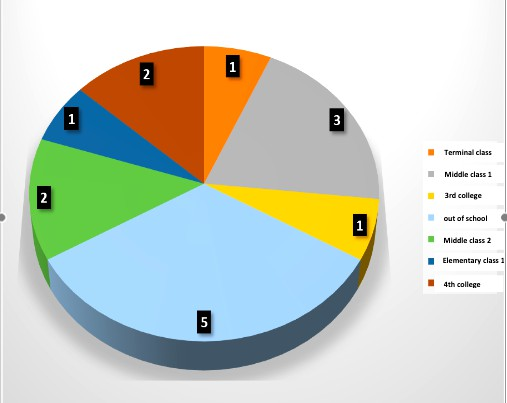 2
1
3
1
2
1
5
Terminal class
Middle class 1
3rd college
out of school
Middle class 2
Elementary class 1
4th college